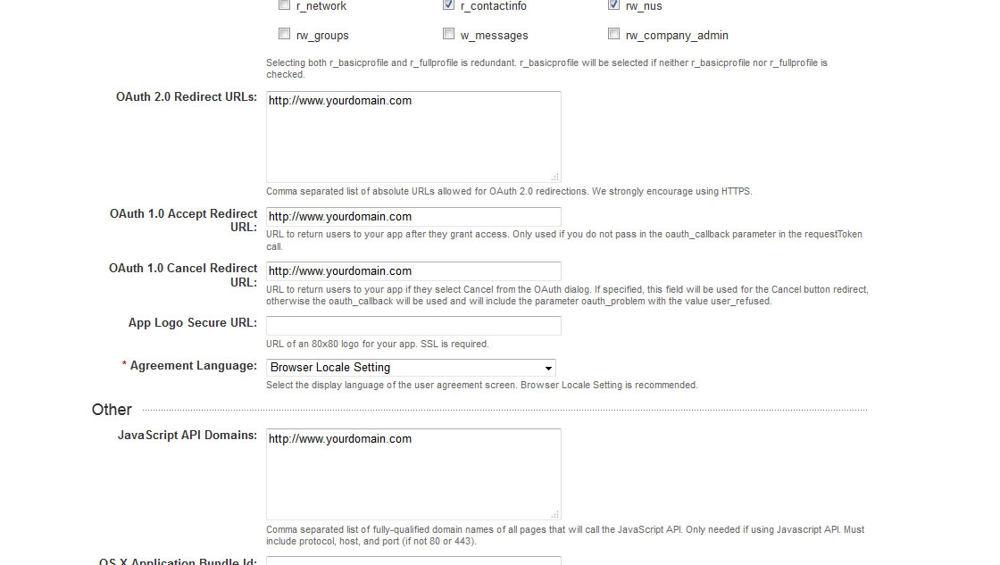 r_network r_contactinfo rw_nus
rw_groups w_messages rw_company_admin
Selecting both r_basicprofile and r_fullprofile is redundant. r_basicprofile will be selected if neither r_basicprofile nor r_fullprofile is
checked.
OAuth 2.0 Redirect URLs: http://www.yourdomain.com
Comma separated list of absolute URLs allowed for OAuth 2.0 redirections. We strongly encourage using HTTPS.
OAuth 1.0 Accept Redirect
URL:
http://www.yourdomain.com
URL to return users to your app after they grant access. Only used if you do not pass in the oauth_callback parameter in the requestToken
call.
OAuth 1.0 Cancel Redirect
URL:
http://www.yourdomain.com
URL to return users to your app if they select Cancel from the OAuth dialog. If specified, this field will be used for the Cancel button redirect,
otherwise the oauth_callback will be used and will include the parameter oauth_problem with the value user_refused.
App Logo Secure URL:
URL of an 80x80 logo for your app. SSL is required.
* Agreement Language: Browser Locale Setting
Select the display language of the user agreement screen. Browser Locale Setting is recommended.
Other
JavaScript API Domains: http://www.yourdomain.com
Comma separated list of fully-qualified domain names of all pages that will call the JavaScript API. Only needed if using Javascript API. Must
include protocol, host, and port (if not 80 or 443).
OS X Application Bundle Id: